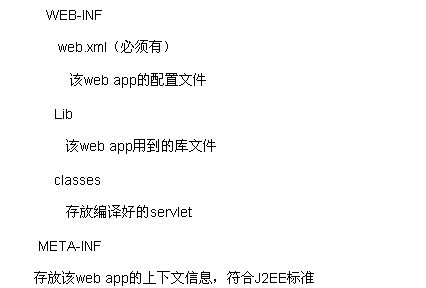 WEB-INF
web.xml（必须有）
该web app的配置文件
Lib
该web app用到的库文件
classes
存放编译好的servlet
META-INF
存放该web app的上下文信息，符合J2EE标准